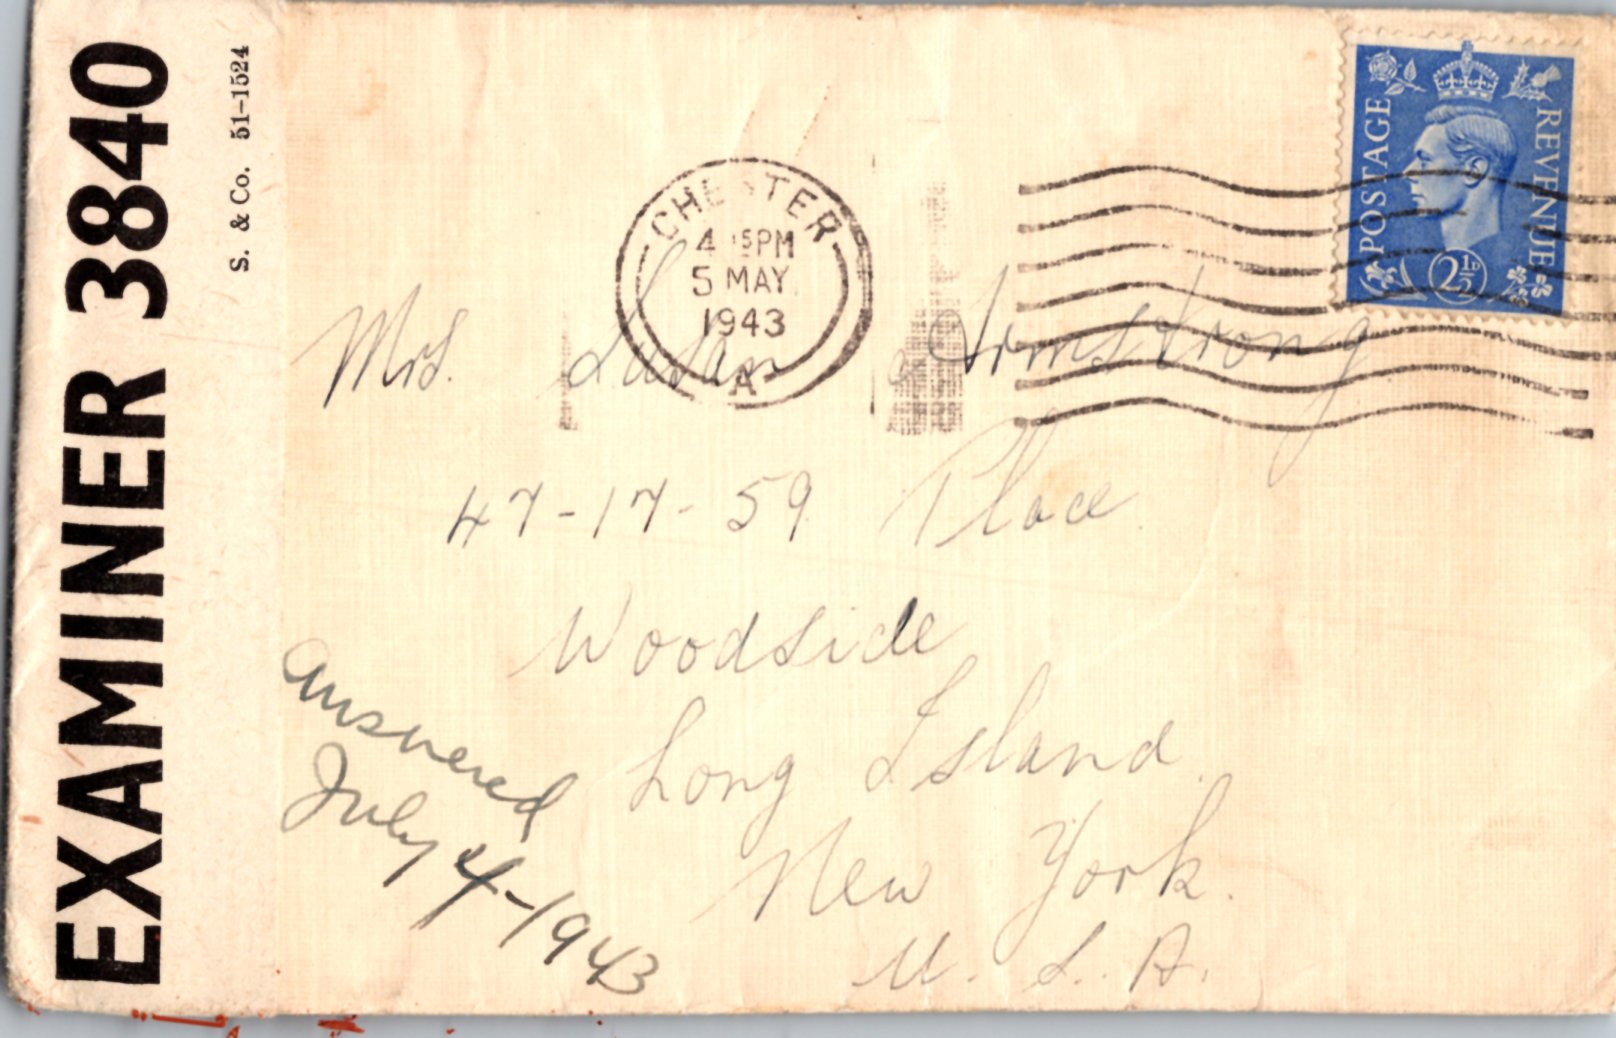 EXAMINER 3840
S. & Co. 51-1524
CHESTER
4 15 PM
5 MAY
1943
A
POSTAGE
REVENUE
2½D
Mrs. Susan Armstrong
47-17-59 Place.
Woodside
Long Island.
New York.
U. S. A.
answered
July 4-1943